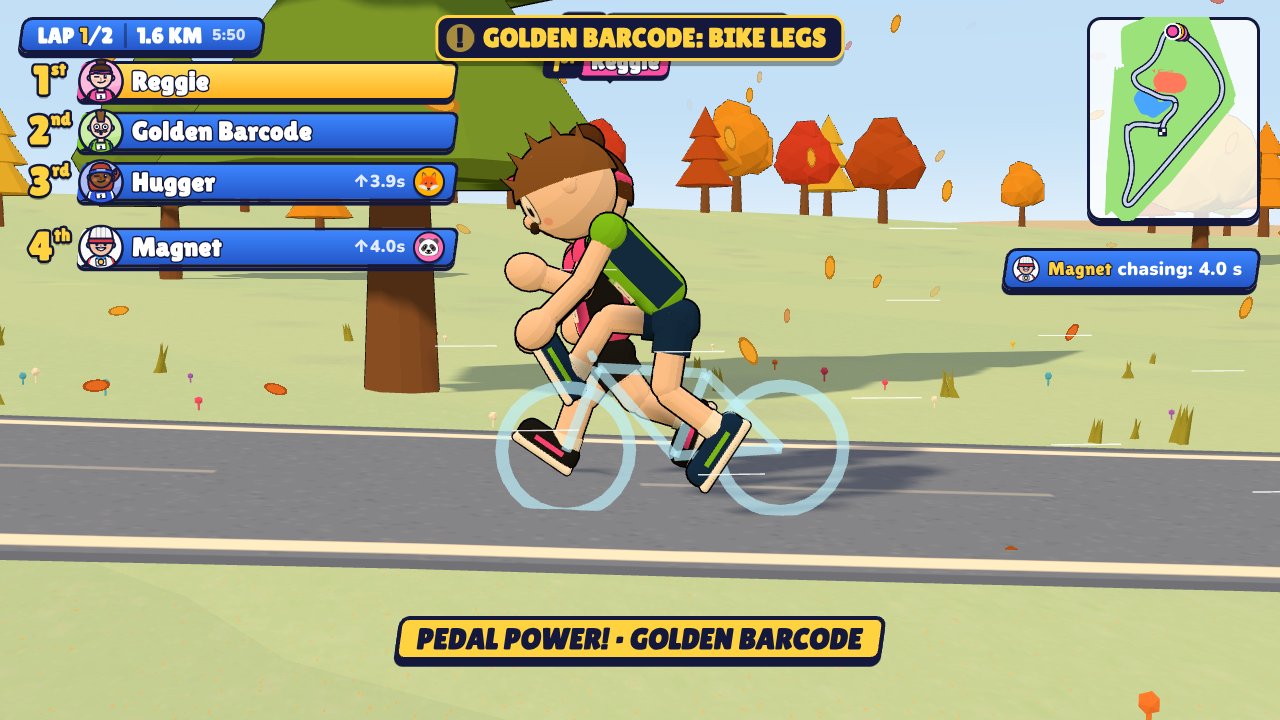 LAP 1/2 1.6 KM 5:50
! GOLDEN BARCODE: BIKE LEGS
Reggie
1st Reggie
2nd Golden Barcode
3rd Hugger ↑3.9s
4th Magnet ↑4.0s
Magnet chasing: 4.0 s
PEDAL POWER! · GOLDEN BARCODE